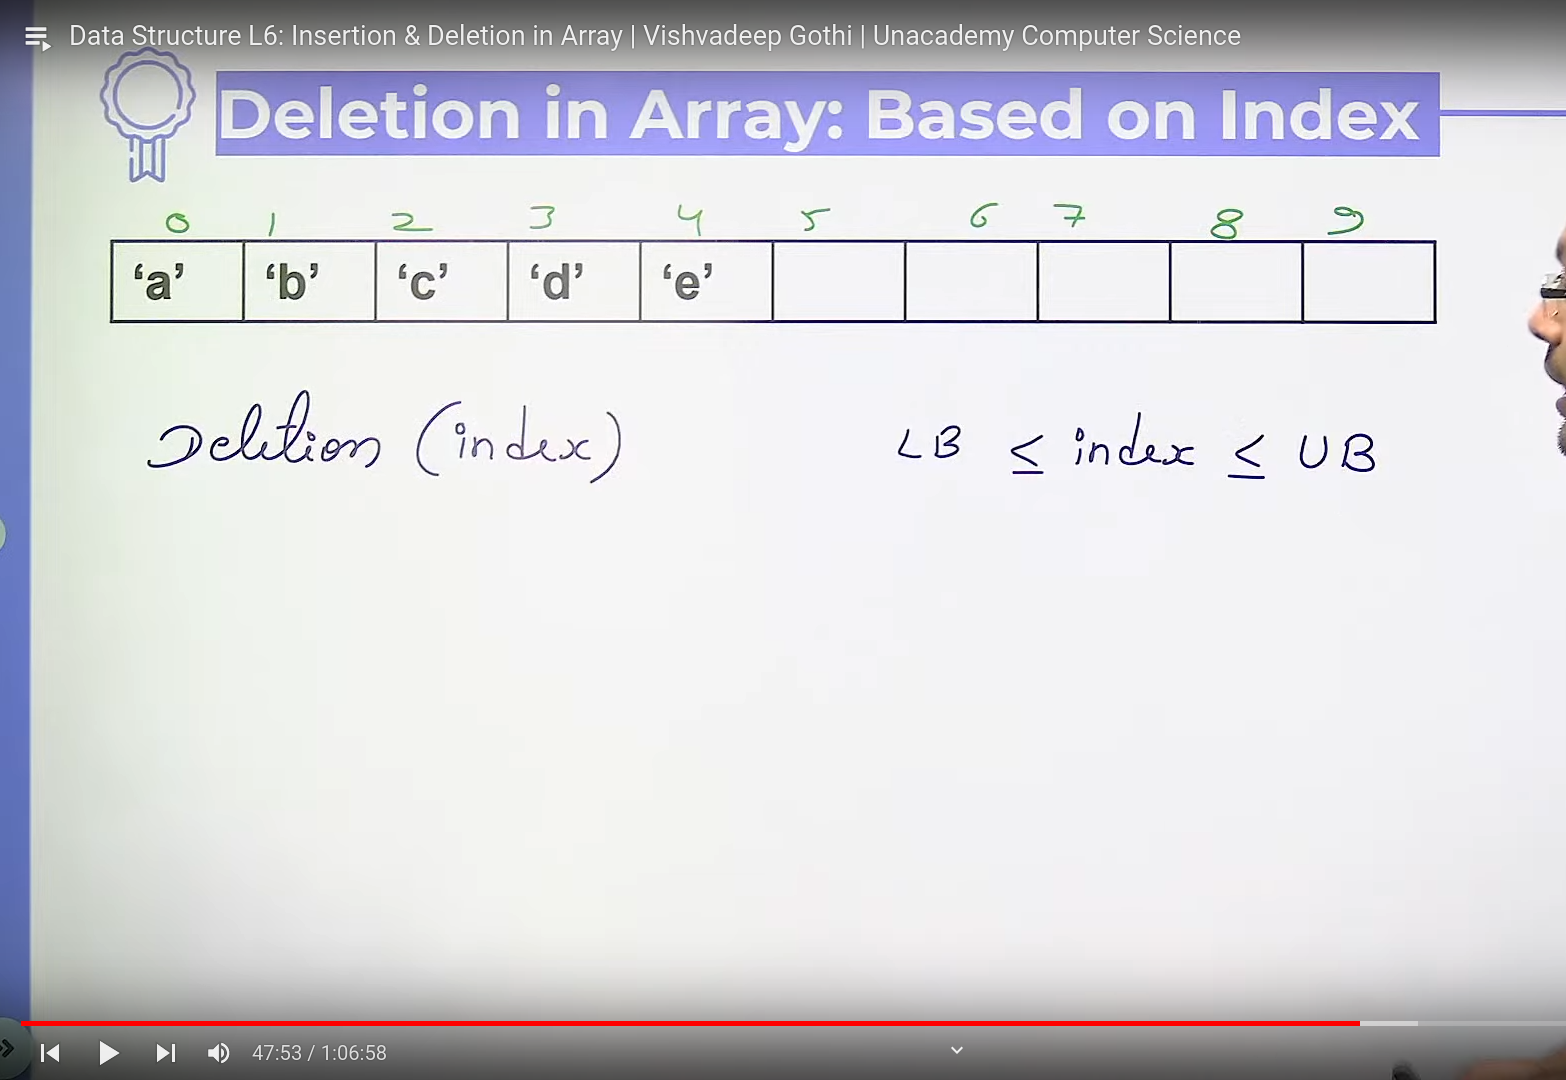 Data Structure L6: Insertion & Deletion in Array | Vishvadeep Gothi | Unacademy Computer Science
Deletion in Array: Based on Index
0 1 2 3 4 5 6 7 8 9
‘a’ ‘b’ ‘c’ ‘d’ ‘e’
Deletion (index) LB ≤ index ≤ UB
47:53 / 1:06:58